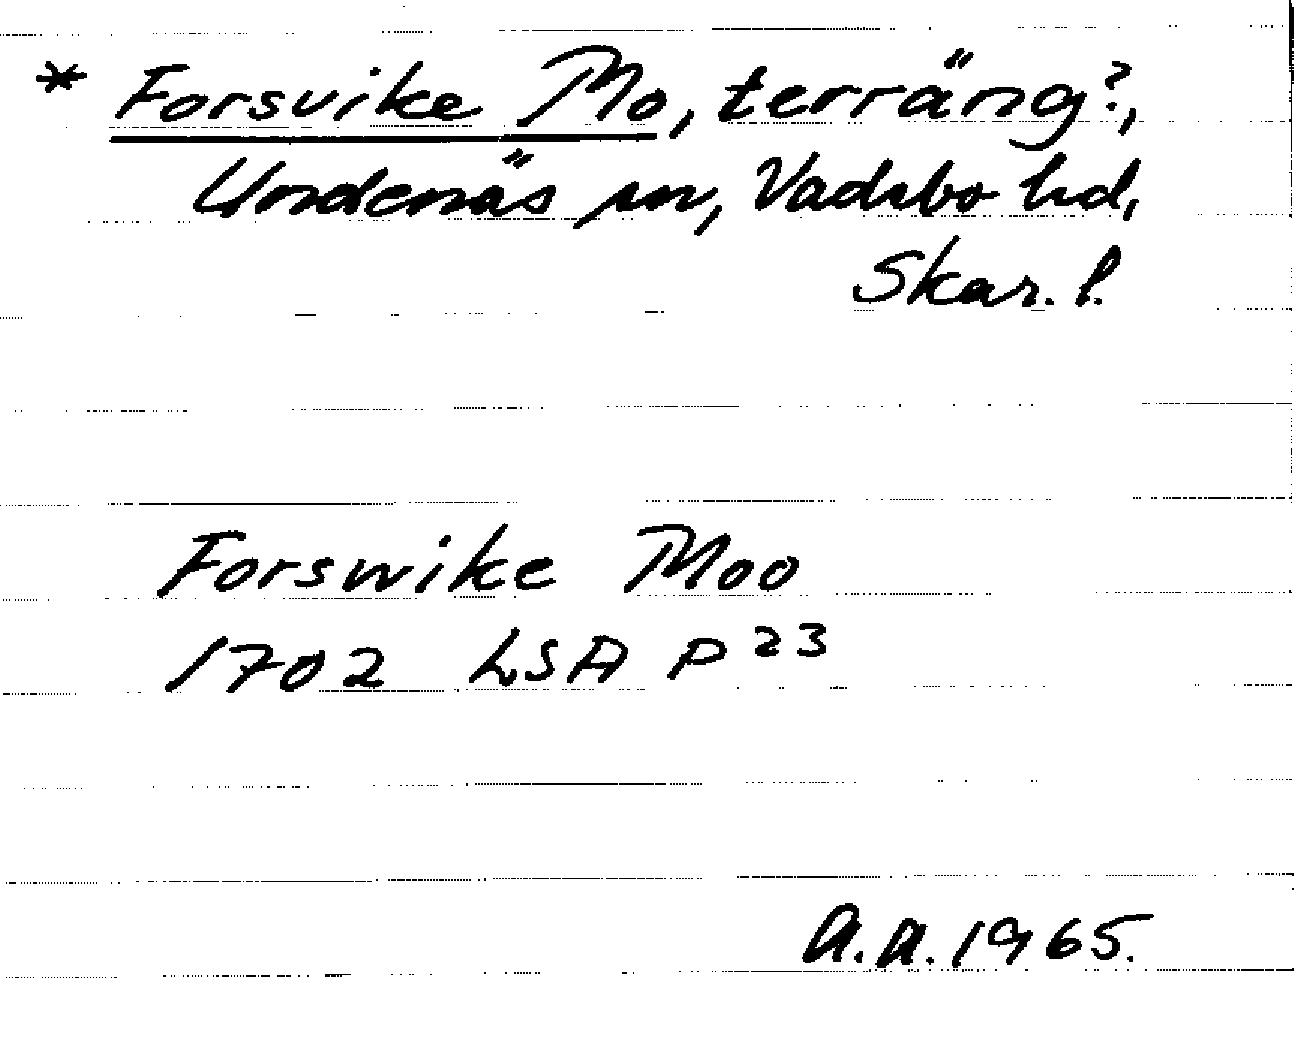 * Forsvike Mo, terräng?,
Undenäs sn, Vadsbo hd,
Skar. l.
Forswike Moo
1702 LSA P 23
A.A. 1965.